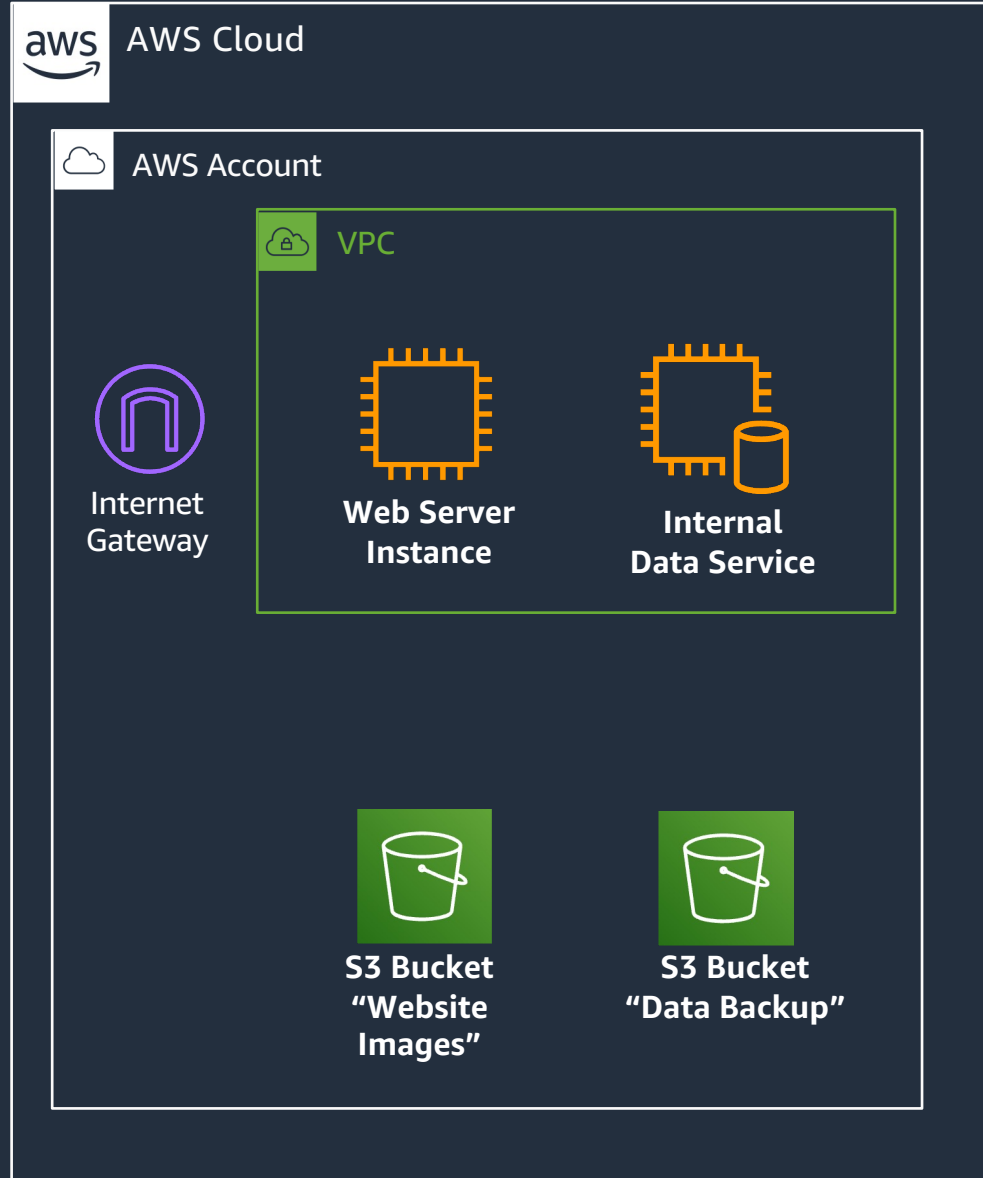 aws
AWS Cloud
AWS Account
VPC
Internet
Gateway
Web Server
Instance
Internal
Data Service
S3 Bucket
“Website
Images”
S3 Bucket
“Data Backup”